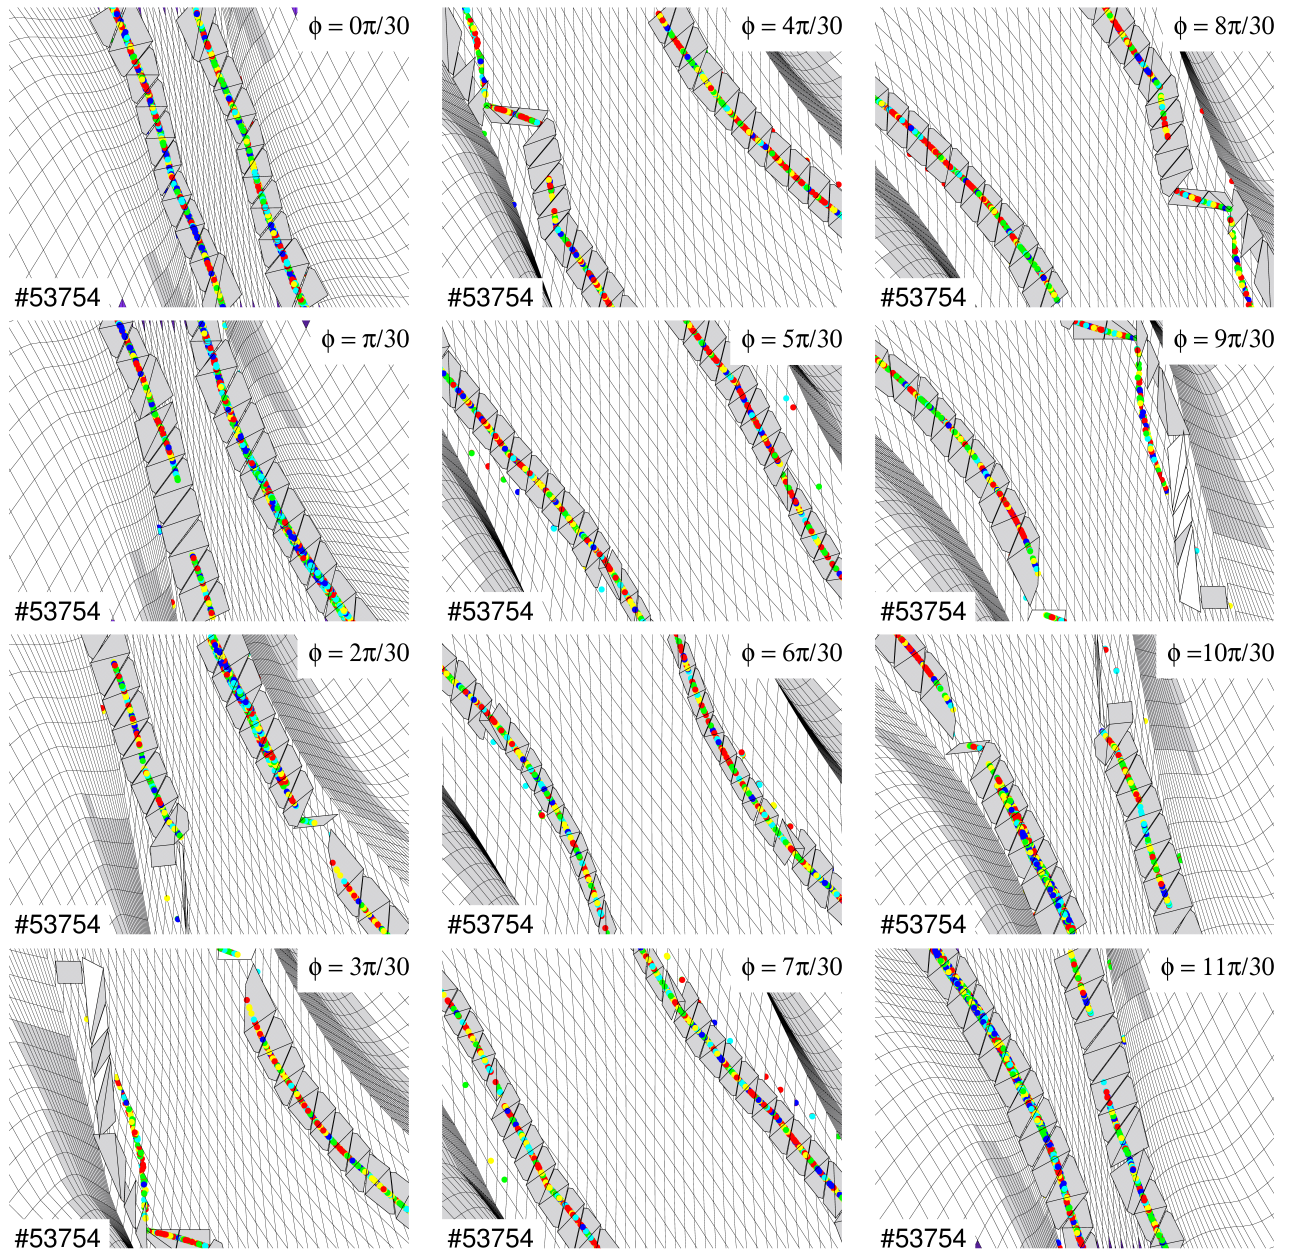 ϕ = 0π/30
#53754
ϕ = π/30
#53754
ϕ = 2π/30
#53754
ϕ = 3π/30
#53754
ϕ = 4π/30
#53754
ϕ = 5π/30
#53754
ϕ = 6π/30
#53754
ϕ = 7π/30
#53754
ϕ = 8π/30
#53754
ϕ = 9π/30
#53754
ϕ =10π/30
#53754
ϕ = 11π/30
#53754